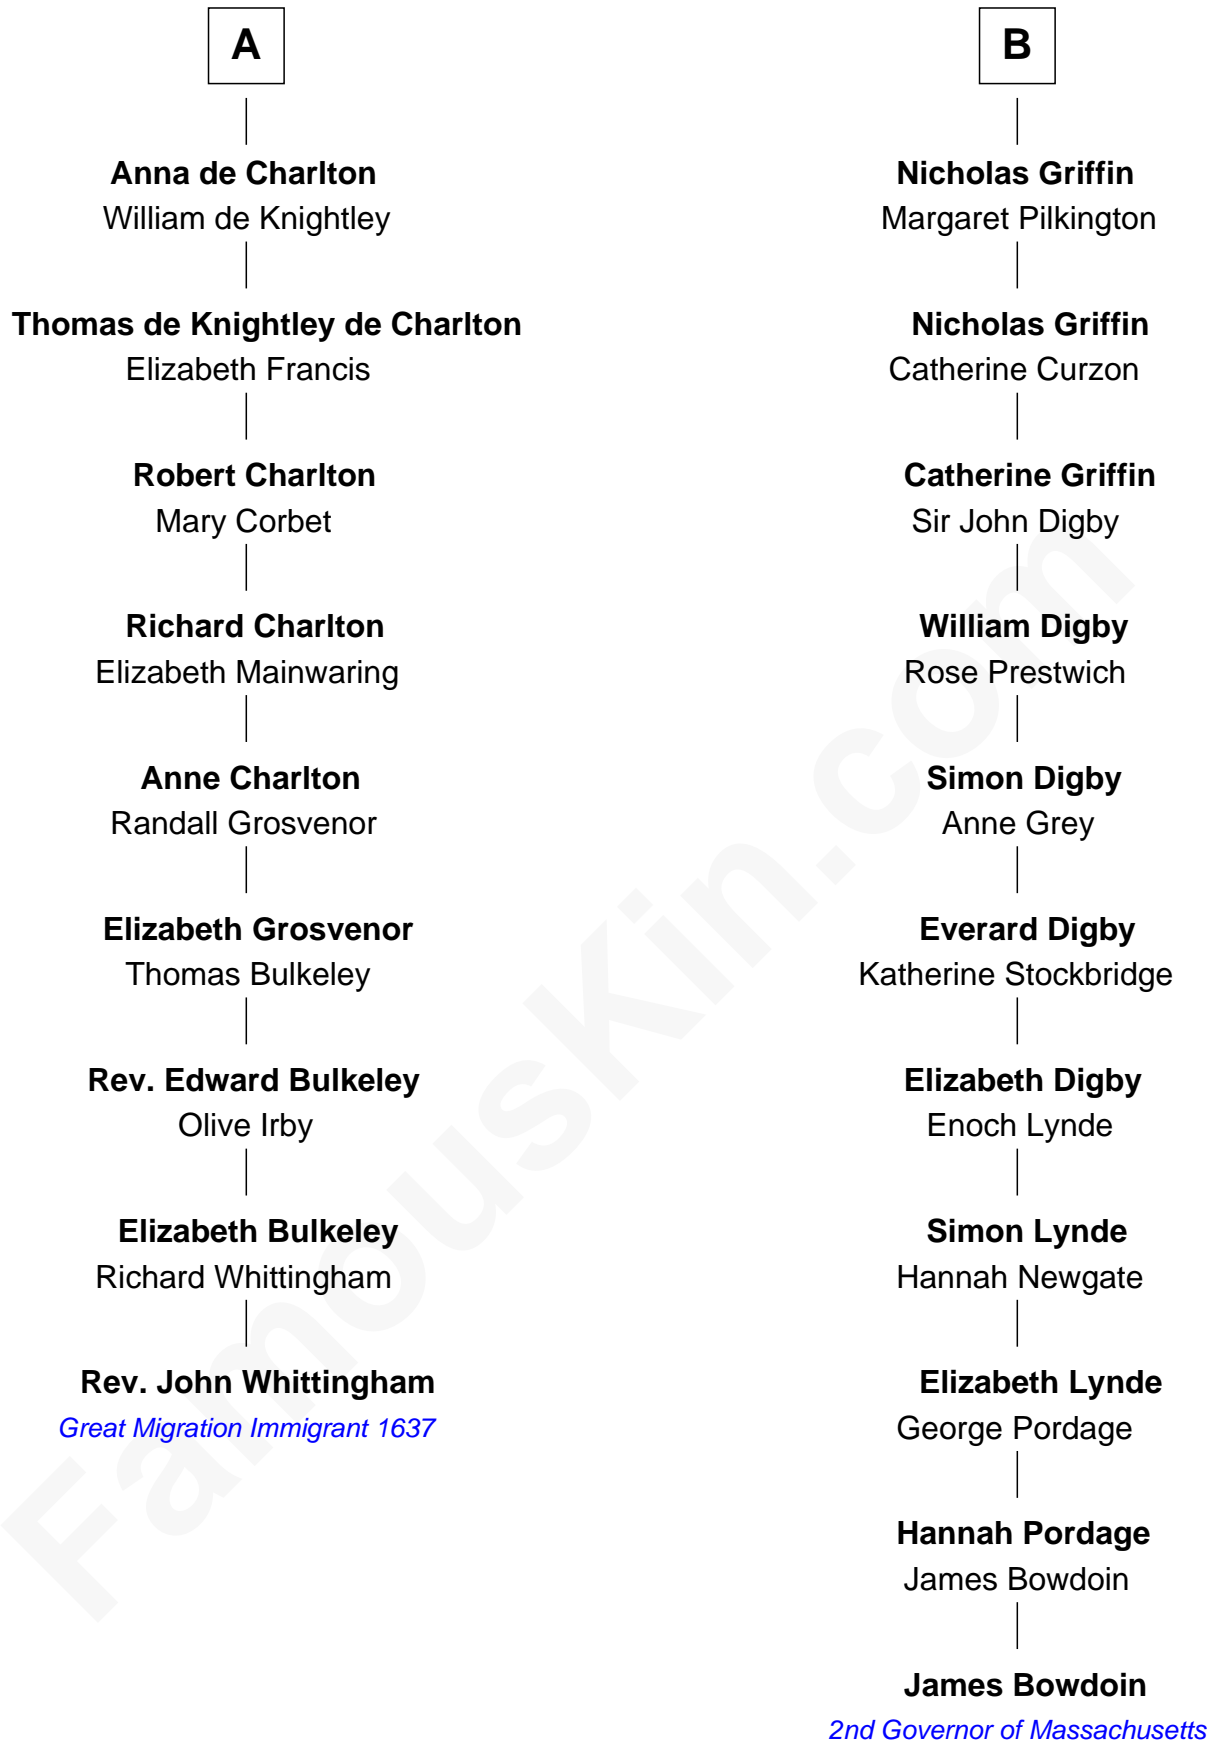 A
Anna de Charlton
William de Knightley
Thomas de Knightley de Charlton
Elizabeth Francis
Robert Charlton
Mary Corbet
Richard Charlton
Elizabeth Mainwaring
Anne Charlton
Randall Grosvenor
Elizabeth Grosvenor
Thomas Bulkeley
Rev. Edward Bulkeley
Olive Irby
Elizabeth Bulkeley
Richard Whittingham
Rev. John Whittingham
Great Migration Immigrant 1637
B
Nicholas Griffin
Margaret Pilkington
Nicholas Griffin
Catherine Curzon
Catherine Griffin
Sir John Digby
William Digby
Rose Prestwich
Simon Digby
Anne Grey
Everard Digby
Katherine Stockbridge
Elizabeth Digby
Enoch Lynde
Simon Lynde
Hannah Newgate
Elizabeth Lynde
George Pordage
Hannah Pordage
James Bowdoin
James Bowdoin
2nd Governor of Massachusetts
FamousKin.com